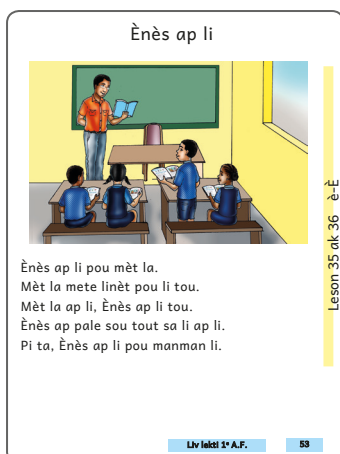 Ènès ap li
Ènès ap li pou mèt la.
Mèt la mete linèt pou li tou.
Mèt la ap li, Ènès ap li tou.
Ènès ap pale sou tout sa li ap li.
Pi ta, Ènès ap li pou manman li.
Leson 35 ak 36 è-È
Liv lekti 1ᵉ A.F.
53